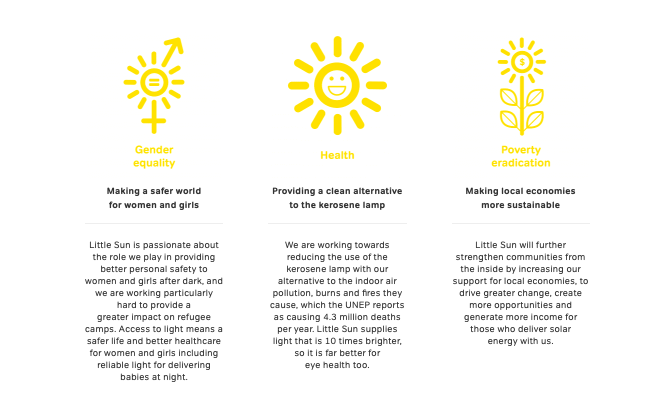 Gender
equality
Making a safer world
for women and girls
Little Sun is passionate about
the role we play in providing
better personal safety to
women and girls after dark, and
we are working particularly
hard to provide a
greater impact on refugee
camps. Access to light means a
safer life and better healthcare
for women and girls including
reliable light for delivering
babies at night.
Health
Providing a clean alternative
to the kerosene lamp
We are working towards
reducing the use of the
kerosene lamp with our
alternative to the indoor air
pollution, burns and fires they
cause, which the UNEP reports
as causing 4.3 million deaths
per year. Little Sun supplies
light that is 10 times brighter,
so it is far better for
eye health too.
$
Poverty
eradication
Making local economies
more sustainable
Little Sun will further
strengthen communities from
the inside by increasing our
support for local economies, to
drive greater change, create
more opportunities and
generate more income for
those who deliver solar
energy with us.